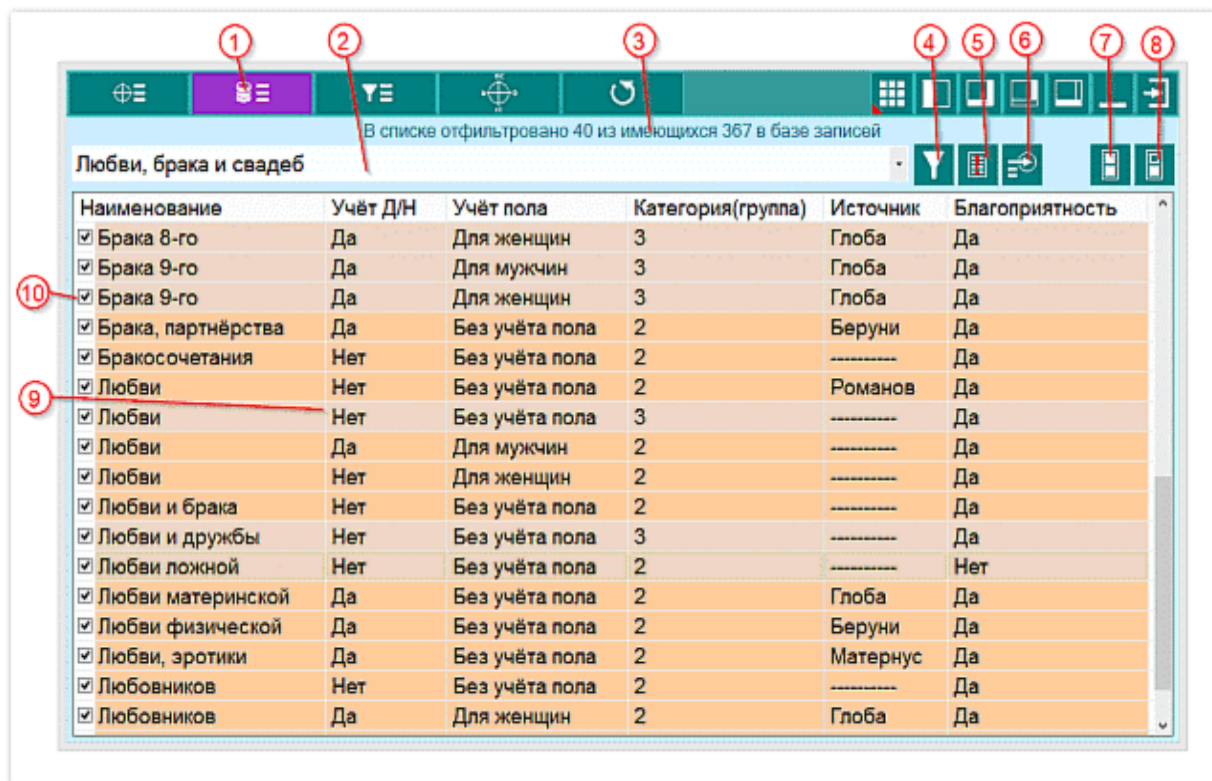 1 2 3 4 5 6 7 8
В списке отфильтровано 40 из имеющихся 367 в базе записей
Любви, брака и свадеб
Наименование Учёт Д/Н Учёт пола Категория(группа) Источник Благоприятность
Брака 8-го Да Для женщин 3 Глоба Да
Брака 9-го Да Для мужчин 3 Глоба Да
10 Брака 9-го Да Для женщин 3 Глоба Да
Брака, партнёрства Да Без учёта пола 2 Беруни Да
Бракосочетания Нет Без учёта пола 2 ---------- Да
Любви Нет Без учёта пола 2 Романов Да
9 Любви Нет Без учёта пола 3 ---------- Да
Любви Да Для мужчин 2 ---------- Да
Любви Нет Для женщин 2 ---------- Да
Любви и брака Нет Без учёта пола 2 ---------- Да
Любви и дружбы Нет Без учёта пола 3 ---------- Да
Любви ложной Нет Без учёта пола 2 ---------- Нет
Любви материнской Да Без учёта пола 2 Глоба Да
Любви физической Да Без учёта пола 2 Беруни Да
Любви, эротики Да Без учёта пола 2 Матернус Да
Любовников Нет Без учёта пола 2 ---------- Да
Любовников Да Для женщин 2 Глоба Да